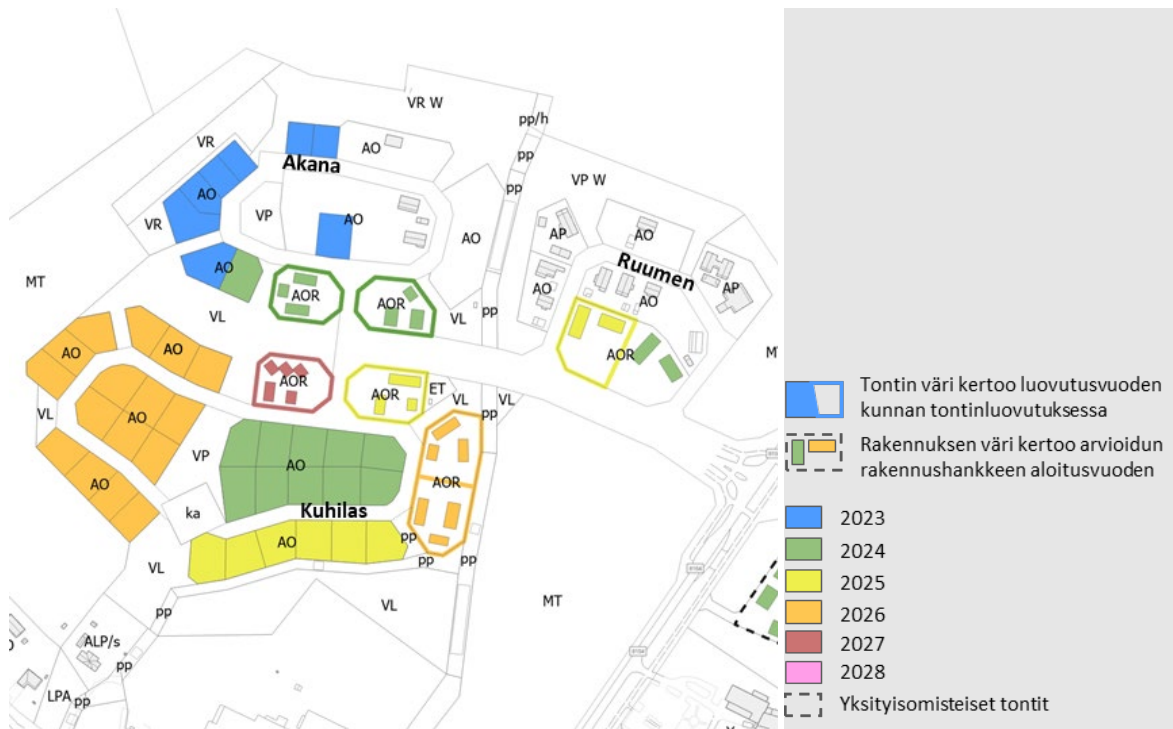 VR W
pp/h
VR
AO
pp
Akana
pp
VP W
AO
VR
VP
AO
AO
AP
AO
Ruumen
AO
AO
AP
MT
AO
AOR
AOR
VL
pp
VL
AO
AO
AOR
AOR
ET
VL
VL
AOR
VL
AO
pp
AO
VP
AO
AOR
ka
Kuhilas
AO
pp
pp
pp
VL
VL
MT
pp
ALP/s
pp
LPA
pp
Tontin väri kertoo luovutusvuoden
kunnan tontinluovutuksessa
Rakennuksen väri kertoo arvioidun
rakennushankkeen aloitusvuoden
2023
2024
2025
2026
2027
2028
Yksityisomisteiset tontit